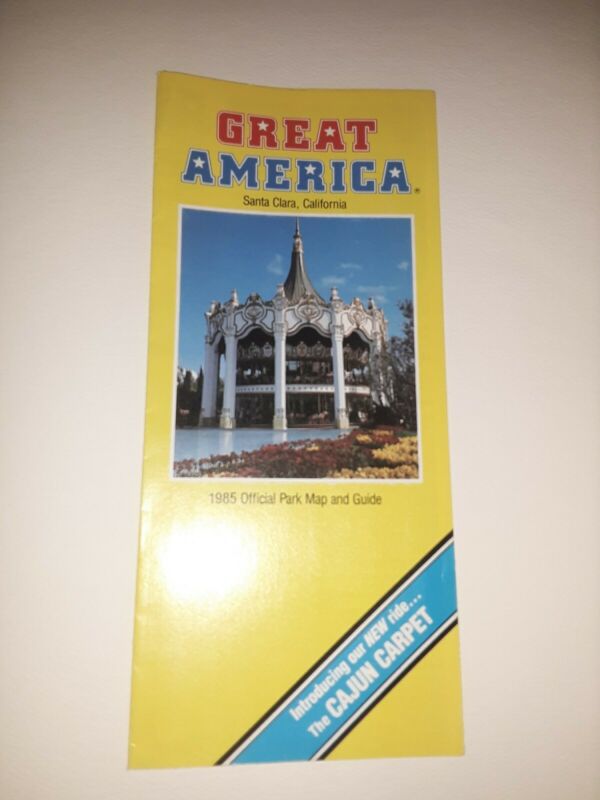 GREAT
AMERICA®
Santa Clara, California
1985 Official Park Map and Guide
Introducing our NEW ride...
The CAJUN CARPET